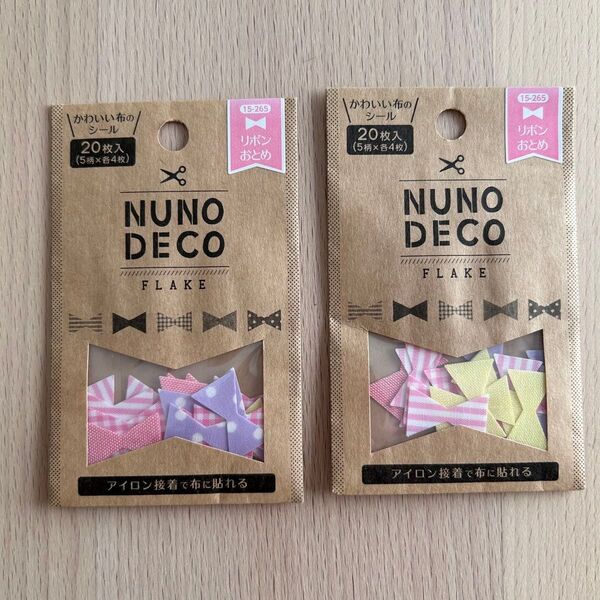 かわいい布の
シール
20枚入
(5柄×各4枚)
15-265
リボン
おとめ
NUNO
DECO
FLAKE
アイロン接着で布に貼れる
かわいい布の
シール
20枚入
(5柄×各4枚)
15-265
リボン
おとめ
NUNO
DECO
FLAKE
アイロン接着で布に貼れる